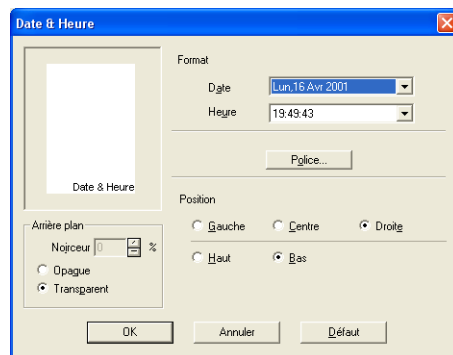 Date & Heure
Format
Date Lun,16 Avr 2001
Heure 19:49:43
Police...
Date & Heure
Position
Gauche Centre Droite
Haut Bas
Arrière plan
Noirceur 0 %
Opaque
Transparent
OK Annuler Défaut